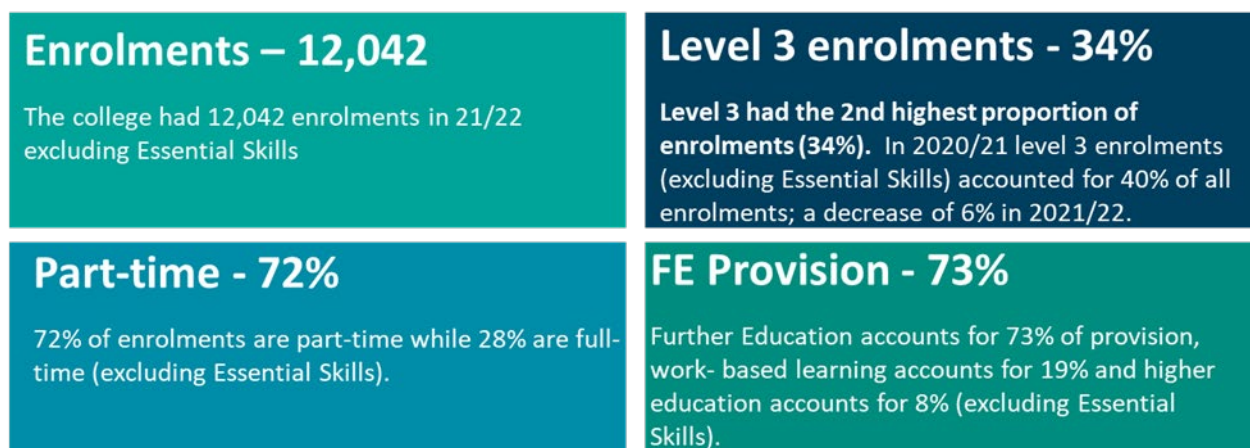 Enrolments – 12,042
The college had 12,042 enrolments in 21/22
excluding Essential Skills
Level 3 enrolments - 34%
Level 3 had the 2nd highest proportion of
enrolments (34%). In 2020/21 level 3 enrolments
(excluding Essential Skills) accounted for 40% of all
enrolments; a decrease of 6% in 2021/22.
Part-time - 72%
72% of enrolments are part-time while 28% are full-
time (excluding Essential Skills).
FE Provision - 73%
Further Education accounts for 73% of provision,
work- based learning accounts for 19% and higher
education accounts for 8% (excluding Essential
Skills).